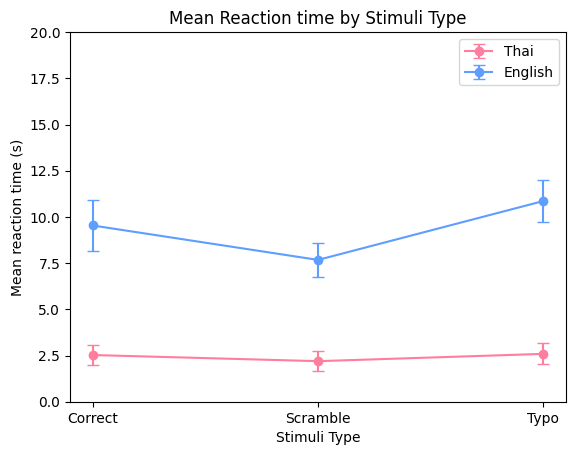 Mean Reaction time by Stimuli Type
20.0
17.5
15.0
12.5
10.0
7.5
5.0
2.5
0.0
Mean reaction time (s)
Thai
English
Correct
Scramble
Typo
Stimuli Type